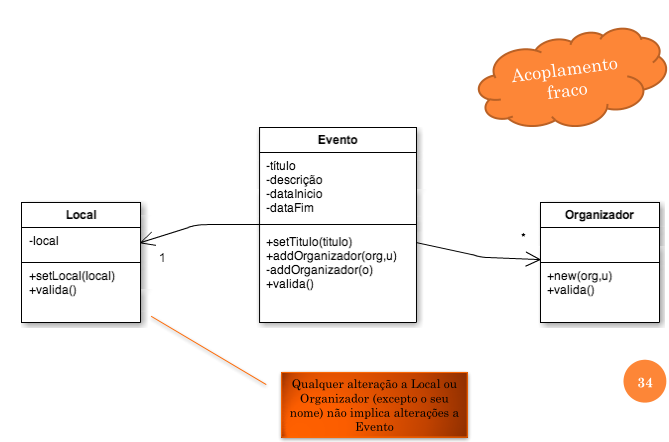 Acoplamento
fraco
Evento
-título
-descrição
-dataInicio
-dataFim
+setTitulo(titulo)
+addOrganizador(org,u)
-addOrganizador(o)
+valida()
Local
-local
+setLocal(local)
+valida()
1
*
Organizador
+new(org,u)
+valida()
Qualquer alteração a Local ou
Organizador (excepto o seu
nome) não implica alterações a
Evento
34